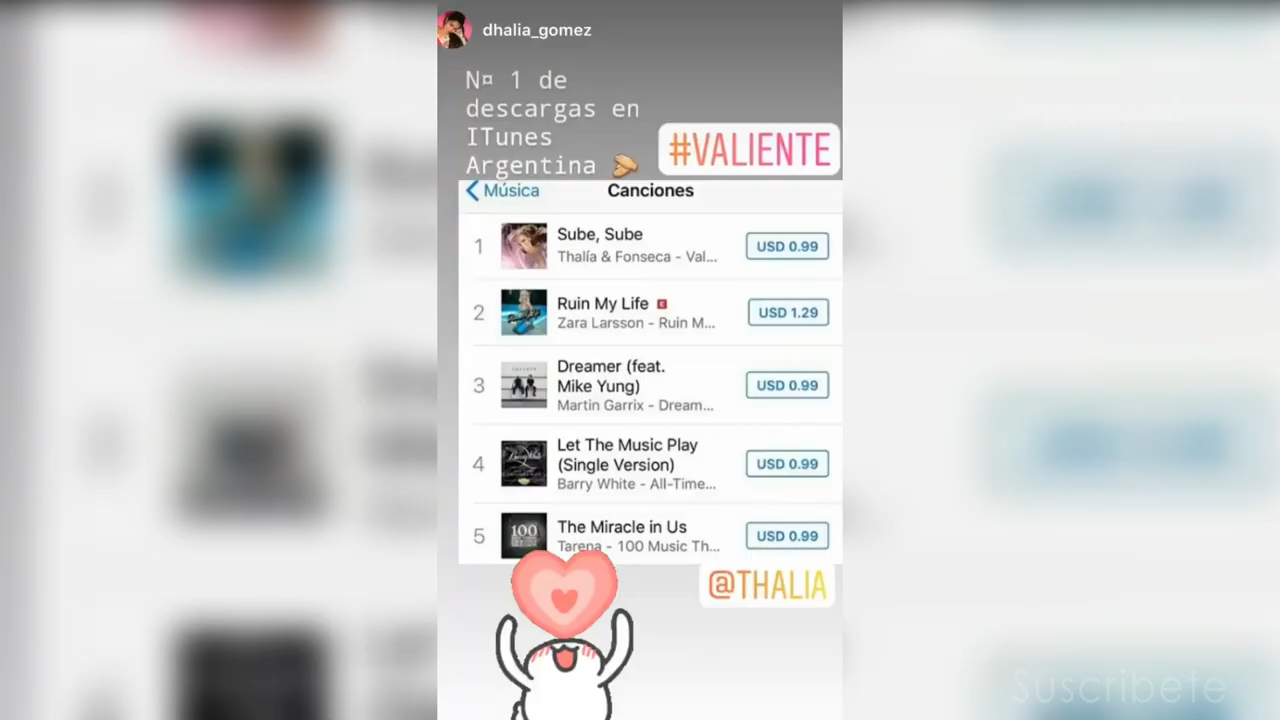 dhalia_gomez
N¤ 1 de
descargas en
ITunes
Argentina
#VALIENTE
Música
Canciones
1
Sube, Sube
Thalía & Fonseca - Val...
USD 0.99
2
Ruin My Life E
Zara Larsson - Ruin M...
USD 1.29
3
Dreamer (feat.
Mike Yung)
Martin Garrix - Dream...
USD 0.99
4
Let The Music Play
(Single Version)
Barry White - All-Time...
USD 0.99
5
100
The Miracle in Us
Tarena - 100 Music Th...
USD 0.99
@THALIA
Suscribete